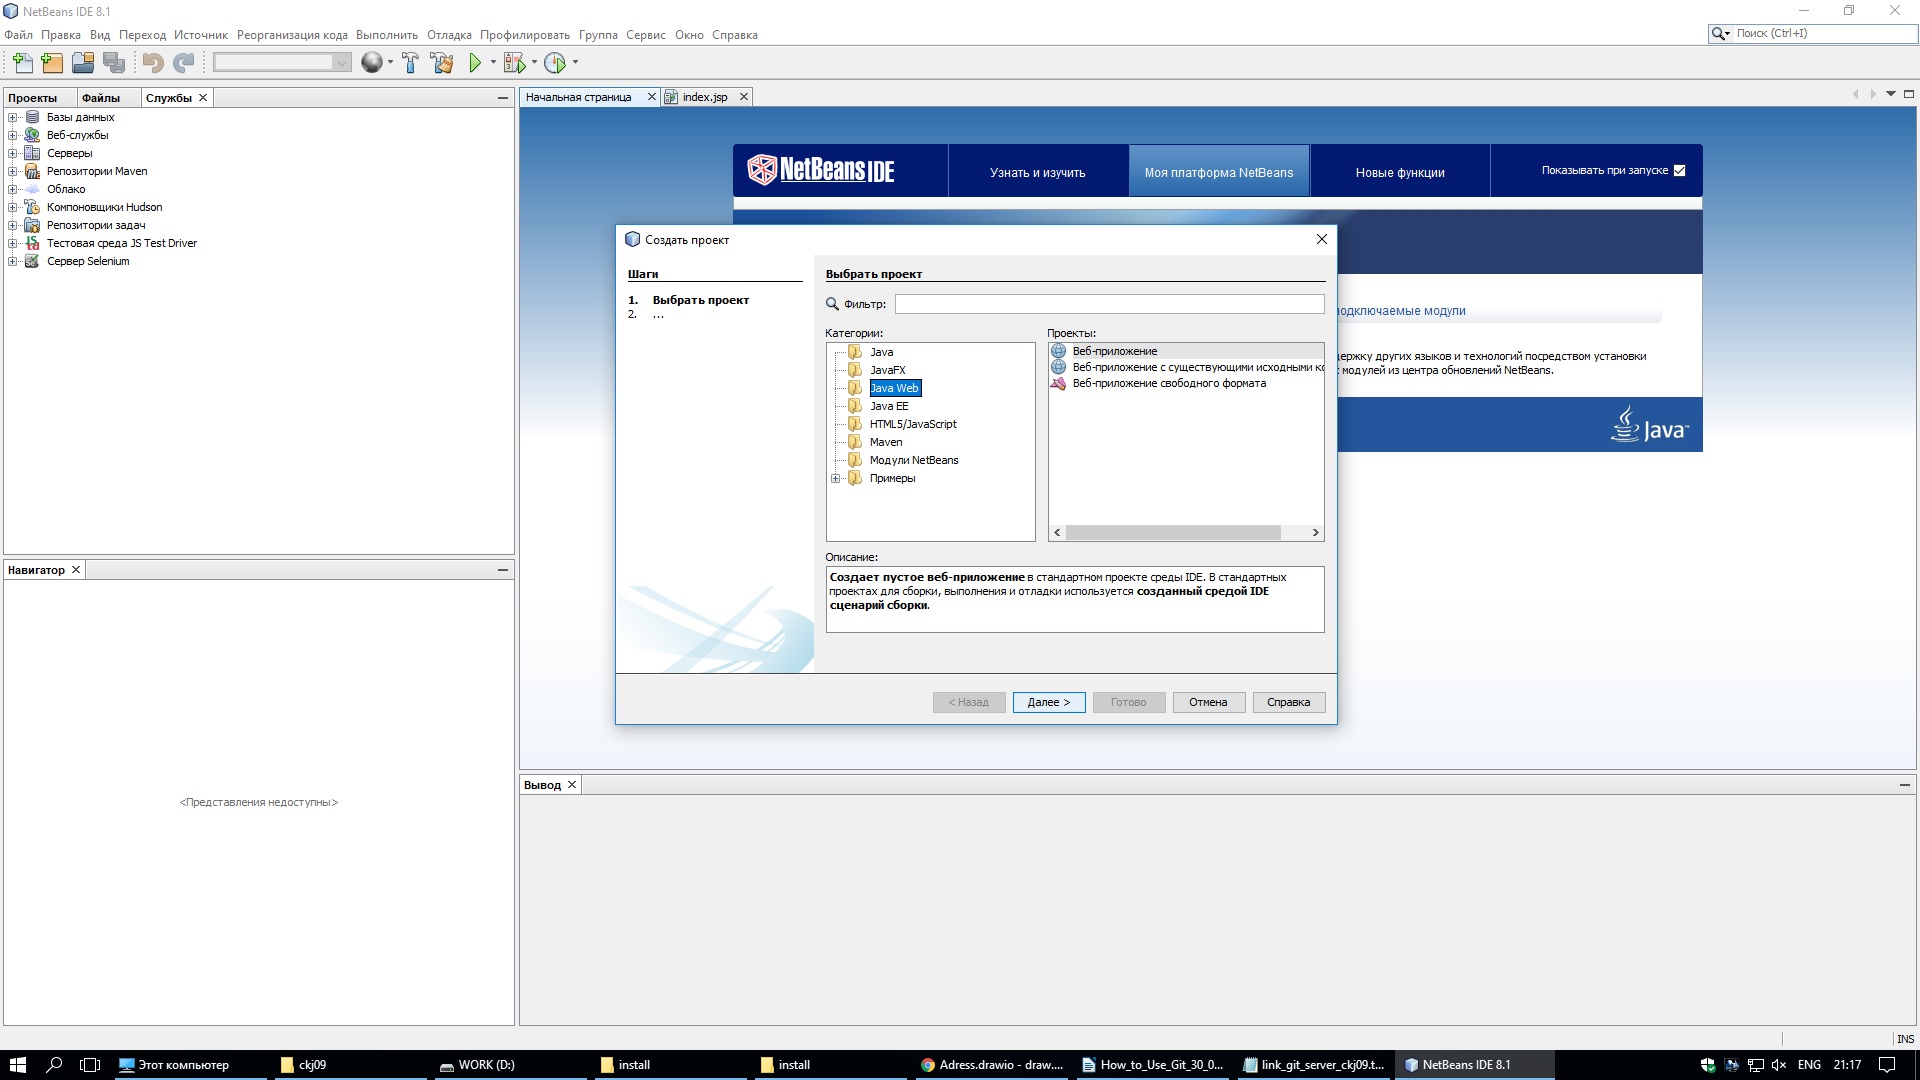 NetBeans IDE 8.1
Файл Правка Вид Переход Источник Реорганизация кода Выполнить Отладка Профилировать Группа Сервис Окно Справка
Поиск (Ctrl+I)
Проекты Файлы Службы
Начальная страница index.jsp
Базы данных
Веб-службы
Серверы
Репозитории Maven
Облако
Компоновщики Hudson
Репозитории задач
Тестовая среда JS Test Driver
Сервер Selenium
NetBeans IDE Узнать и изучить Моя платформа NetBeans Новые функции Показывать при запуске
Создать проект
Шаги
1. Выбрать проект
2. ...
Выбрать проект
Фильтр:
Категории:
Java
JavaFX
Java Web
Java EE
HTML5/JavaScript
Maven
Модули NetBeans
Примеры
Проекты:
Веб-приложение
Веб-приложение с существующими исходными ко
Веб-приложение свободного формата
Описание:
Создает пустое веб-приложение в стандартном проекте среды IDE. В стандартных
проектах для сборки, выполнения и отладки используется созданный средой IDE
сценарий сборки.
< Назад Далее > Готово Отмена Справка
одключаемые модули
держку других языков и технологий посредством установки
модулей из центра обновлений NetBeans.
Java
Навигатор
<Представления недоступны>
Вывод
INS
Этот компьютер ckj09 WORK (D:) install install Adress.drawio - draw.... How_to_Use_Git_30_0... link_git_server_ckj09.t... NetBeans IDE 8.1 ENG 21:17